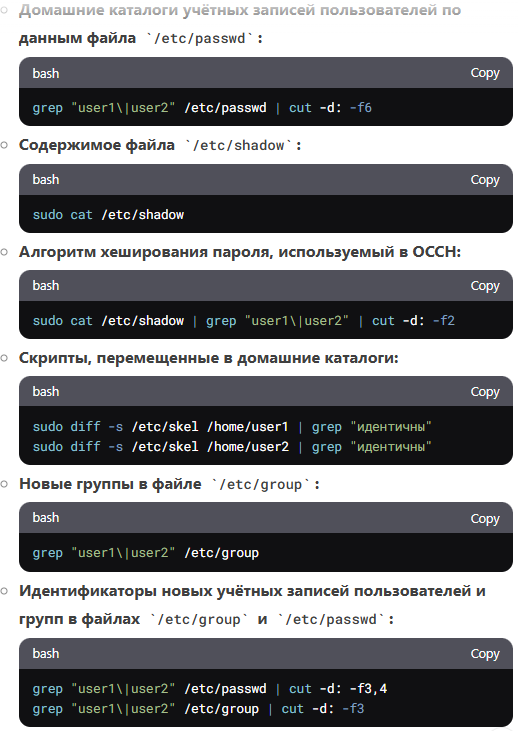 Домашние каталоги учётных записей пользователей по
данным файла `/etc/passwd`:
bash Copy
grep "user1\|user2" /etc/passwd | cut -d: -f6
Содержимое файла `/etc/shadow`:
bash Copy
sudo cat /etc/shadow
Алгоритм хеширования пароля, используемый в ОССН:
bash Copy
sudo cat /etc/shadow | grep "user1\|user2" | cut -d: -f2
Скрипты, перемещенные в домашние каталоги:
bash Copy
sudo diff -s /etc/skel /home/user1 | grep "идентичны"
sudo diff -s /etc/skel /home/user2 | grep "идентичны"
Новые группы в файле `/etc/group`:
bash Copy
grep "user1\|user2" /etc/group
Идентификаторы новых учётных записей пользователей и
групп в файлах `/etc/group` и `/etc/passwd`:
bash Copy
grep "user1\|user2" /etc/passwd | cut -d: -f3,4
grep "user1\|user2" /etc/group | cut -d: -f3